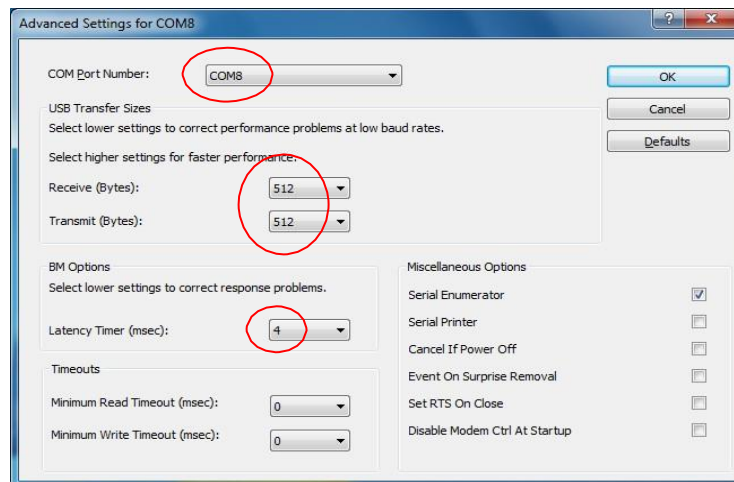 Advanced Settings for COM8
?
X
COM Port Number:
COM8
OK
Cancel
Defaults
USB Transfer Sizes
Select lower settings to correct performance problems at low baud rates.
Select higher settings for faster performance.
Receive (Bytes):
512
Transmit (Bytes):
512
BM Options
Select lower settings to correct response problems.
Latency Timer (msec):
4
Timeouts
Minimum Read Timeout (msec):
0
Minimum Write Timeout (msec):
0
Miscellaneous Options
Serial Enumerator
Serial Printer
Cancel If Power Off
Event On Surprise Removal
Set RTS On Close
Disable Modem Ctrl At Startup